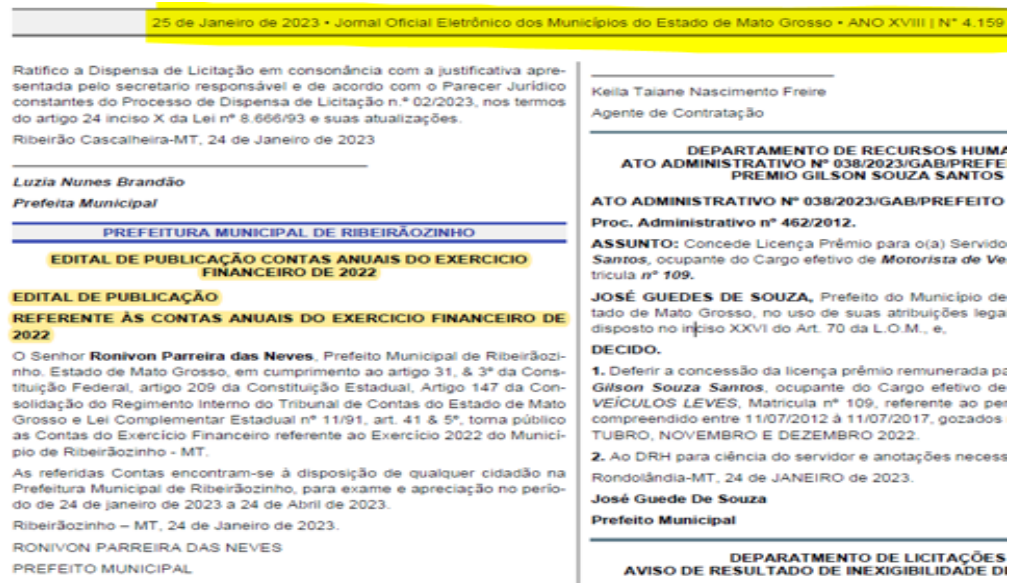 25 de Janeiro de 2023 • Jornal Oficial Eletrônico dos Municípios do Estado de Mato Grosso • ANO XVIII | N° 4.159
Ratifico a Dispensa de Licitação em consonância com a justificativa apre-
sentada pelo secretario responsável e de acordo com o Parecer Jurídico
constantes do Processo de Dispensa de Licitação n.º 02/2023, nos termos
do artigo 24 inciso X da Lei nº 8.666/93 e suas atualizações.
Ribeirão Cascalheira-MT, 24 de Janeiro de 2023
Luzia Nunes Brandão
Prefeita Municipal
PREFEITURA MUNICIPAL DE RIBEIRÃOZINHO
EDITAL DE PUBLICAÇÃO CONTAS ANUAIS DO EXERCICIO
FINANCEIRO DE 2022
EDITAL DE PUBLICAÇÃO
REFERENTE ÀS CONTAS ANUAIS DO EXERCICIO FINANCEIRO DE
2022
O Senhor Ronivon Parreira das Neves, Prefeito Municipal de Ribeirãozi-
nho. Estado de Mato Grosso, em cumprimento ao artigo 31, & 3º da Cons-
tituição Federal, artigo 209 da Constituição Estadual, Artigo 147 da Con-
solidação do Regimento Interno do Tribunal de Contas do Estado de Mato
Grosso e Lei Complementar Estadual nº 11/91, art. 41 & 5º, torna público
as Contas do Exercício Financeiro referente ao Exercício 2022 do Municí-
pio de Ribeirãozinho - MT.
As referidas Contas encontram-se á disposição de qualquer cidadão na
Prefeitura Municipal de Ribeirãozinho, para exame e apreciação no perío-
do de 24 de janeiro de 2023 a 24 de Abril de 2023.
Ribeirãozinho – MT, 24 de Janeiro de 2023.
RONIVON PARREIRA DAS NEVES
PREFEITO MUNICIPAL
Keila Taiane Nascimento Freire
Agente de Contratação
DEPARTAMENTO DE RECURSOS HUMA
ATO ADMINISTRATIVO Nº 038/2023/GAB/PREFE
PREMIO GILSON SOUZA SANTOS
ATO ADMINISTRATIVO Nº 038/2023/GAB/PREFEITO
Proc. Administrativo nº 462/2012.
ASSUNTO: Concede Licença Prêmio para o(a) Servido
Santos, ocupante do Cargo efetivo de Motorista de Ve
tricula nº 109.
JOSÉ GUEDES DE SOUZA, Prefeito do Município de
tado de Mato Grosso, no uso de suas atribuições lega
disposto no inciso XXVI do Art. 70 da L.O.M., e,
DECIDO.
1. Deferir a concessão da licença prêmio remunerada pa
Gilson Souza Santos, ocupante do Cargo efetivo de
VEÍCULOS LEVES, Matricula nº 109, referente ao per
compreendido entre 11/07/2012 à 11/07/2017, gozados
TUBRO, NOVEMBRO E DEZEMBRO 2022.
2. Ao DRH para ciência do servidor e anotações necess
Rondolândia-MT, 24 de JANEIRO de 2023.
José Guede De Souza
Prefeito Municipal
DEPARATMENTO DE LICITAÇÕES
AVISO DE RESULTADO DE INEXIGIBILIDADE DI